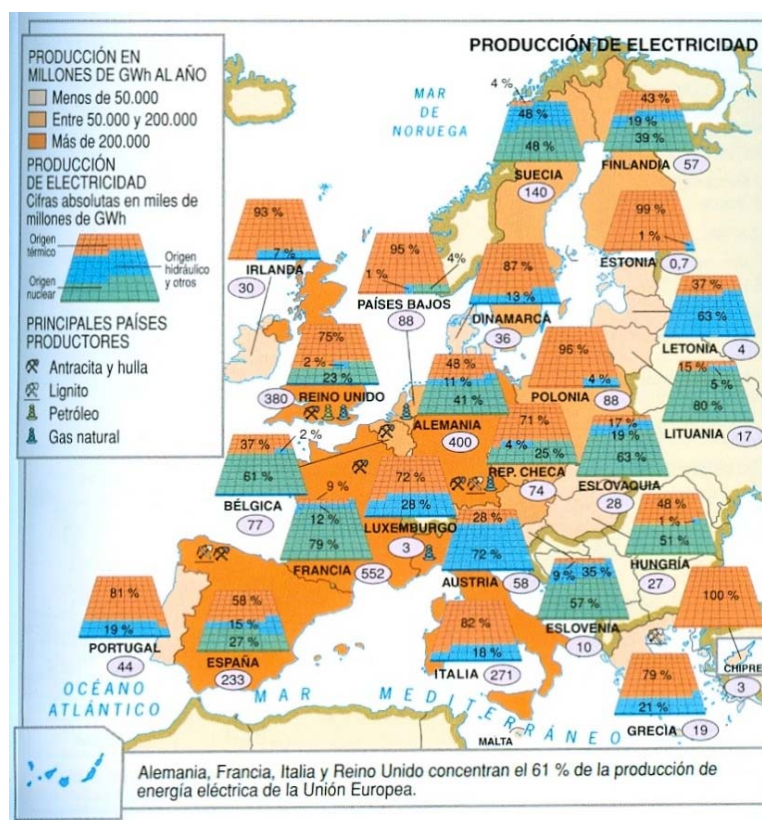 PRODUCCIÓN DE ELECTRICIDAD
PRODUCCIÓN EN
MILLONES DE GWh AL AÑO
Menos de 50.000
Entre 50.000 y 200.000
Más de 200.000
PRODUCCIÓN
DE ELECTRICIDAD
Cifras absolutas en miles de
millones de GWh
Origen
térmico
Origen
hidráulico
y otros
Origen
nuclear
PRINCIPALES PAÍSES
PRODUCTORES
Antracita y hulla
Lignito
Petróleo
Gas natural
MAR
DE
NORUEGA
4 %
48 %
48 %
SUECIA
140
43 %
19 %
39 %
FINLANDIA
57
93 %
7 %
IRLANDA
30
95 %
1 %
4%
PAÍSES BAJOS
88
87 %
13 %
DINAMARCA
36
99 %
1 %
ESTONIA
0,7
37 %
63 %
LETONIA
4
75%
2 %
23 %
REINO UNIDO
380
48 %
11 %
41 %
ALEMANIA
400
96 %
4 %
POLONIA
88
15 %
5 %
80 %
LITUANIA
17
37 %
2 %
61 %
BÉLGICA
77
9 %
12 %
79 %
FRANCIA
552
72 %
28 %
LUXEMBURGO
3
71 %
4 %
25 %
REP. CHECA
74
17 %
19 %
63 %
ESLOVAQUIA
28
28 %
72 %
AUSTRIA
58
48 %
1 %
51 %
HUNGRÍA
27
9 %
35 %
57 %
ESLOVENIA
10
81 %
19 %
PORTUGAL
44
58 %
15 %
27 %
ESPAÑA
233
82 %
18 %
ITALIA
271
100 %
CHIPRE
3
79 %
21 %
GRECIA
19
OCÉANO
ATLÁNTICO
MAR MEDITERRÁNEO
MALTA
Alemania, Francia, Italia y Reino Unido concentran el 61 % de la producción de
energía eléctrica de la Unión Europea.